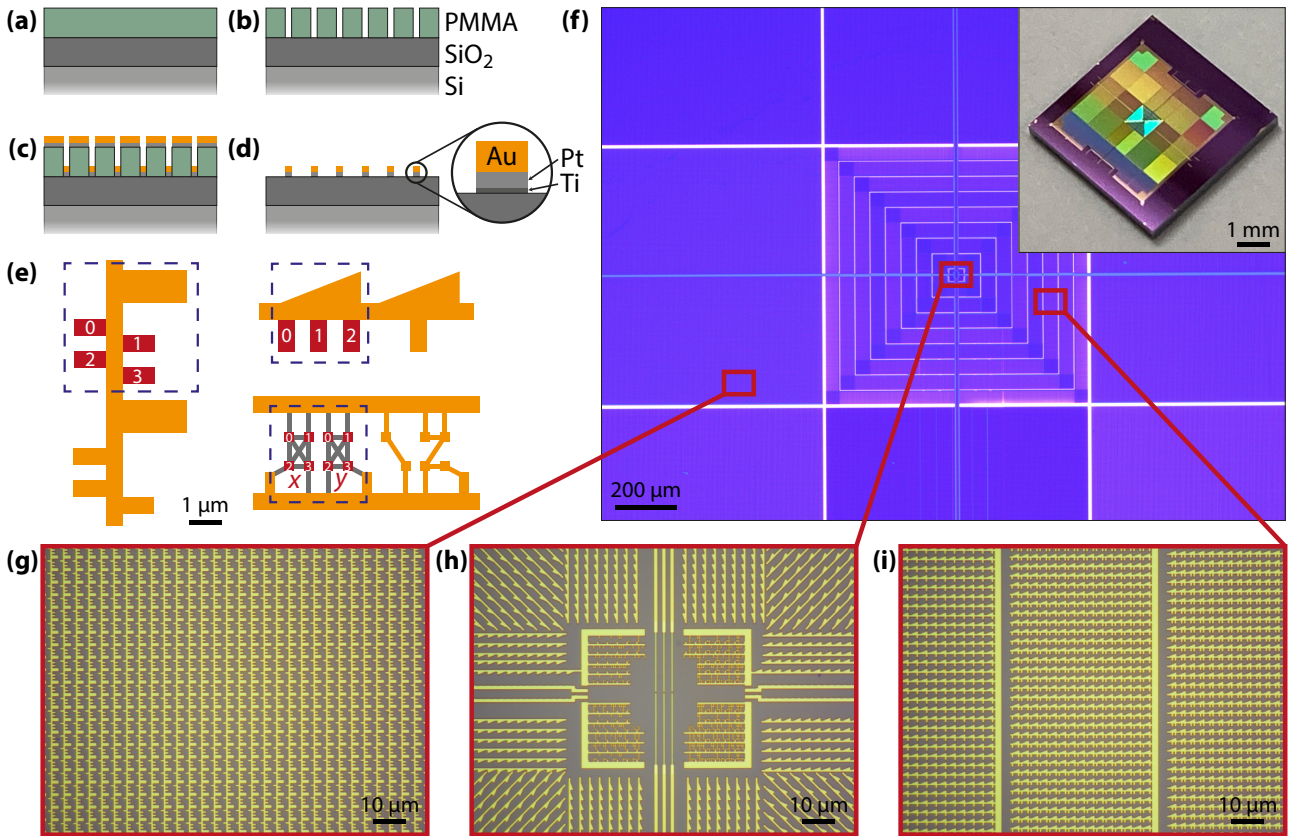 (a)
(b)
PMMA
SiO₂
Si
(c)
(d)
Au
Pt
Ti
(e)
0
1
2
3
0
1
2
0
1
0
1
2
3
2
3
x
y
1 µm
(f)
1 mm
200 µm
(g)
10 µm
(h)
10 µm
(i)
10 µm